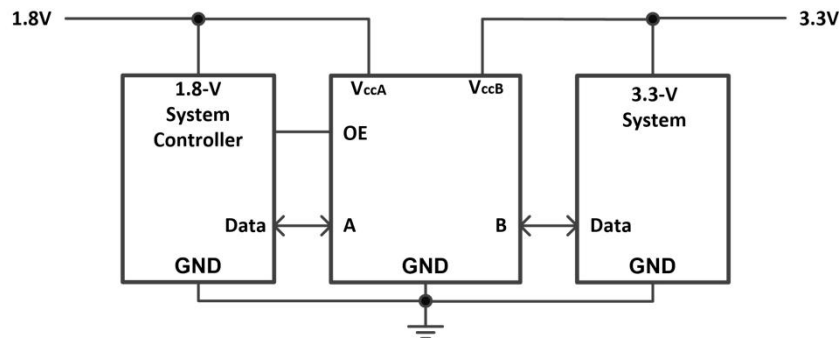 1.8V
3.3V
1.8-V
System
Controller
VccA
VccB
3.3-V
System
OE
Data
A
B
Data
GND
GND
GND